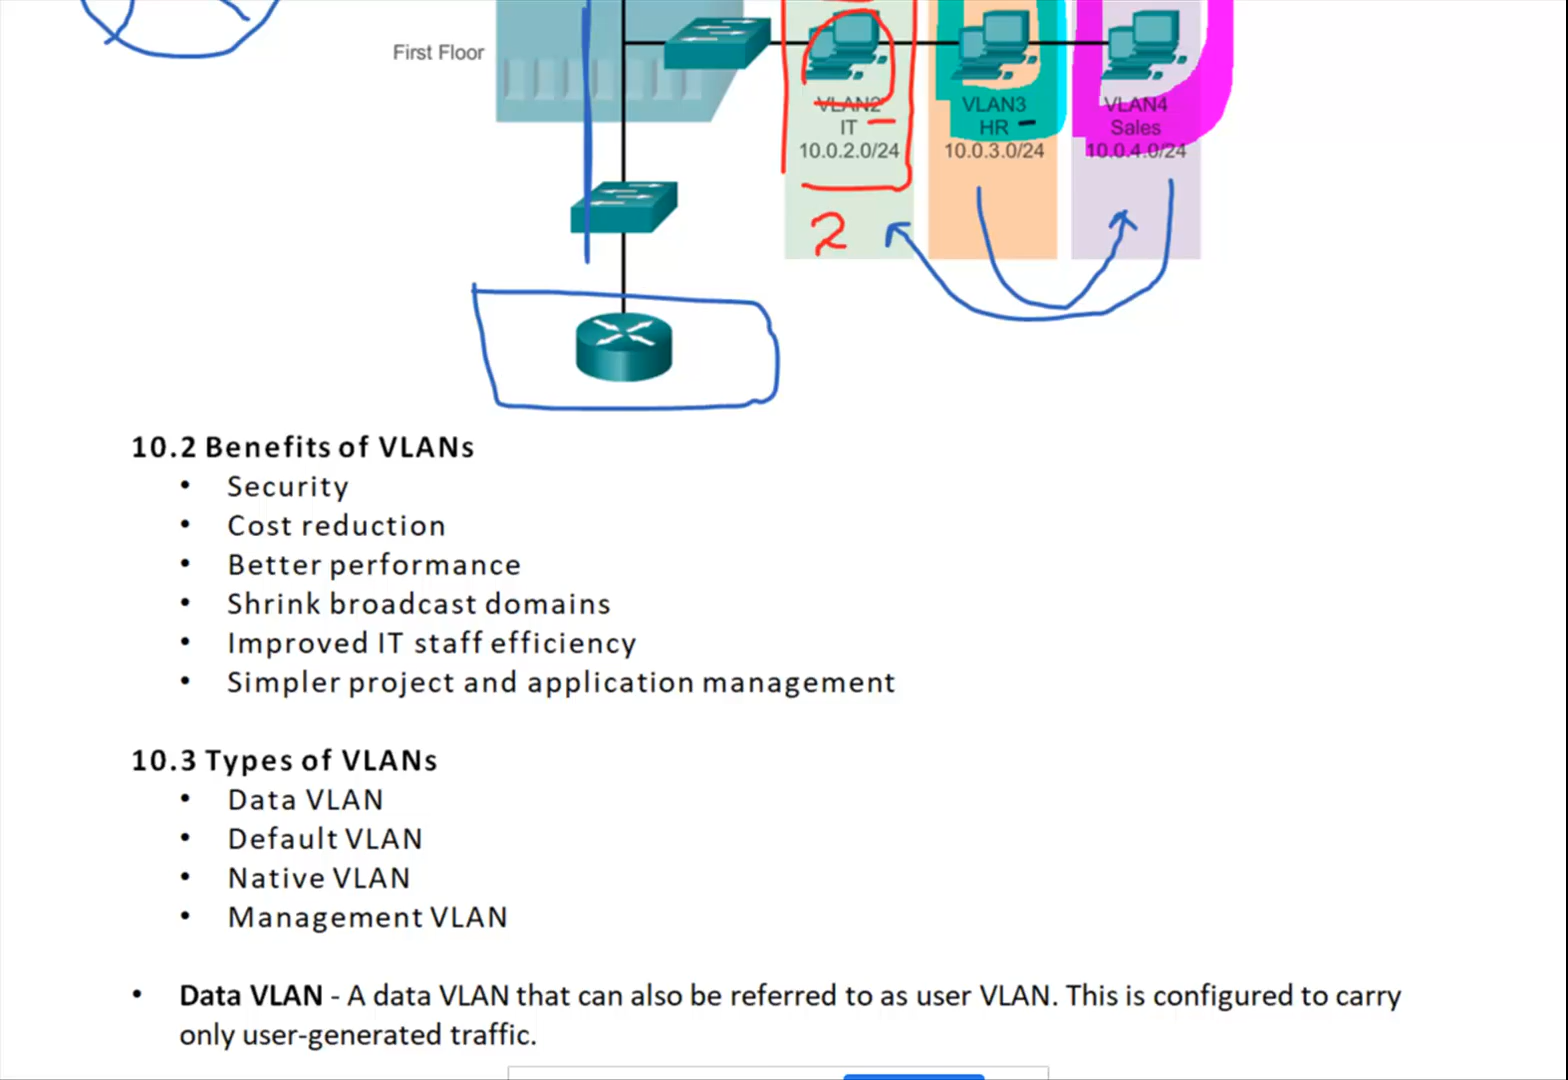 First Floor
VLAN2
IT
10.0.2.0/24
VLAN3
HR
10.0.3.0/24
VLAN4
Sales
10.0.4.0/24
2
10.2 Benefits of VLANs
• Security
• Cost reduction
• Better performance
• Shrink broadcast domains
• Improved IT staff efficiency
• Simpler project and application management
10.3 Types of VLANs
• Data VLAN
• Default VLAN
• Native VLAN
• Management VLAN
• Data VLAN - A data VLAN that can also be referred to as user VLAN. This is configured to carry
only user-generated traffic.